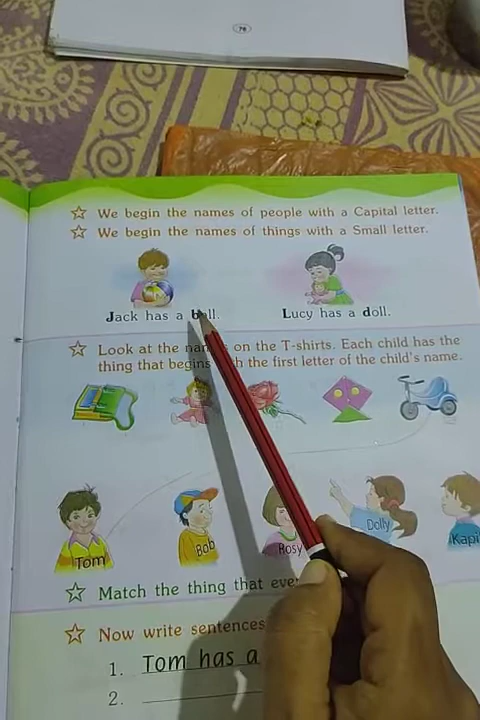 76
We begin the names of people with a Capital letter.
We begin the names of things with a Small letter.
Jack has a ball. Lucy has a doll.
Look at the on the T-shirts. Each child has the
thing that begins the first letter of the child's name.
Tom Bob Rosy Dolly
Match the thing that
Now write sentences
1. Tom has a
2.